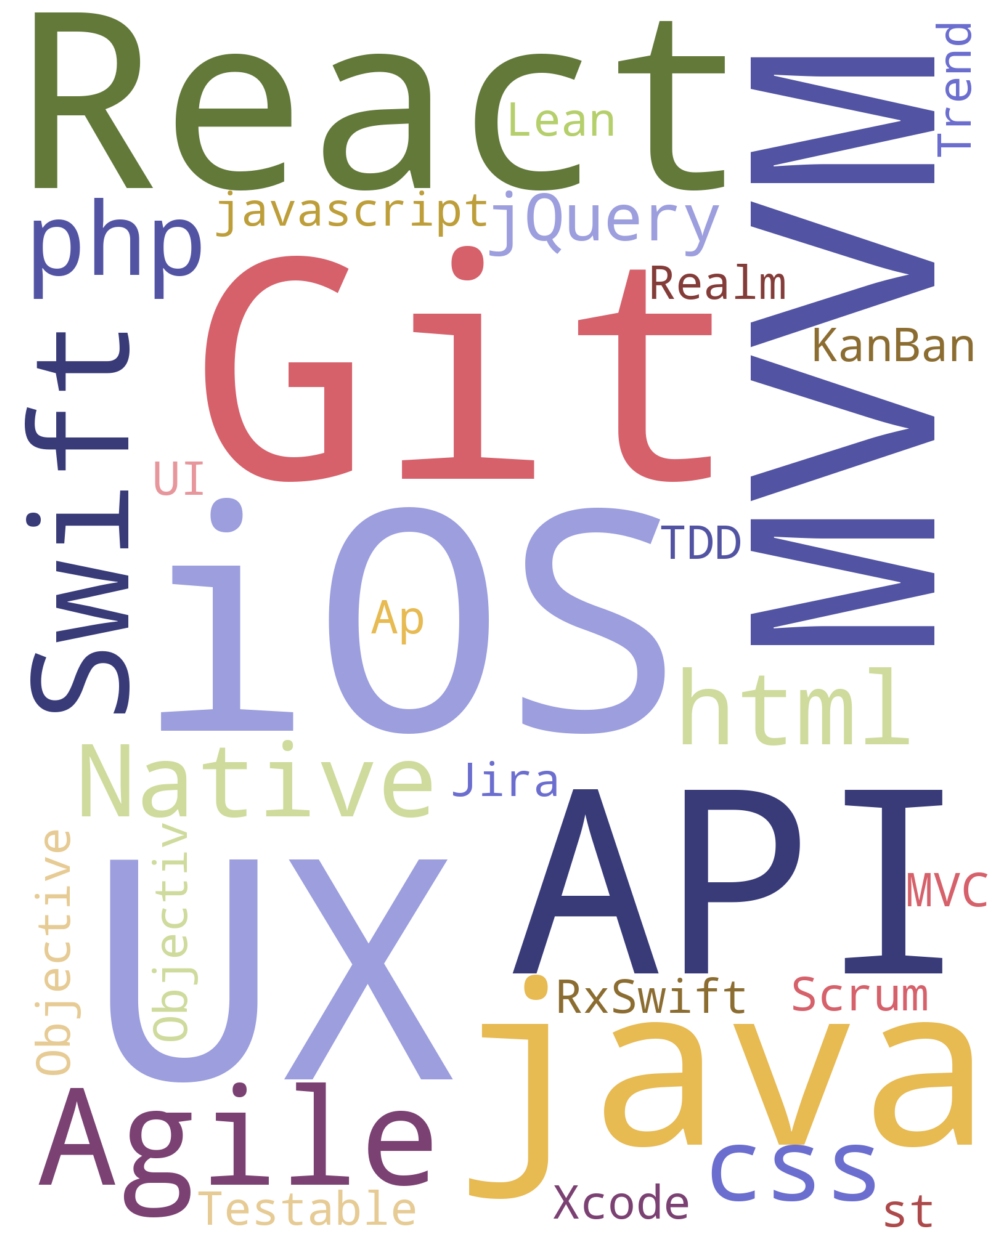 React
Lean
MVVM
Trend
javascript
jQuery
php
Git
Realm
KanBan
Swift
UI
iOS
TDD
Ap
html
Native
Jira
API
Objective
Objectiv
UX
MVC
RxSwift
Scrum
java
Agile
css
Testable
Xcode
st